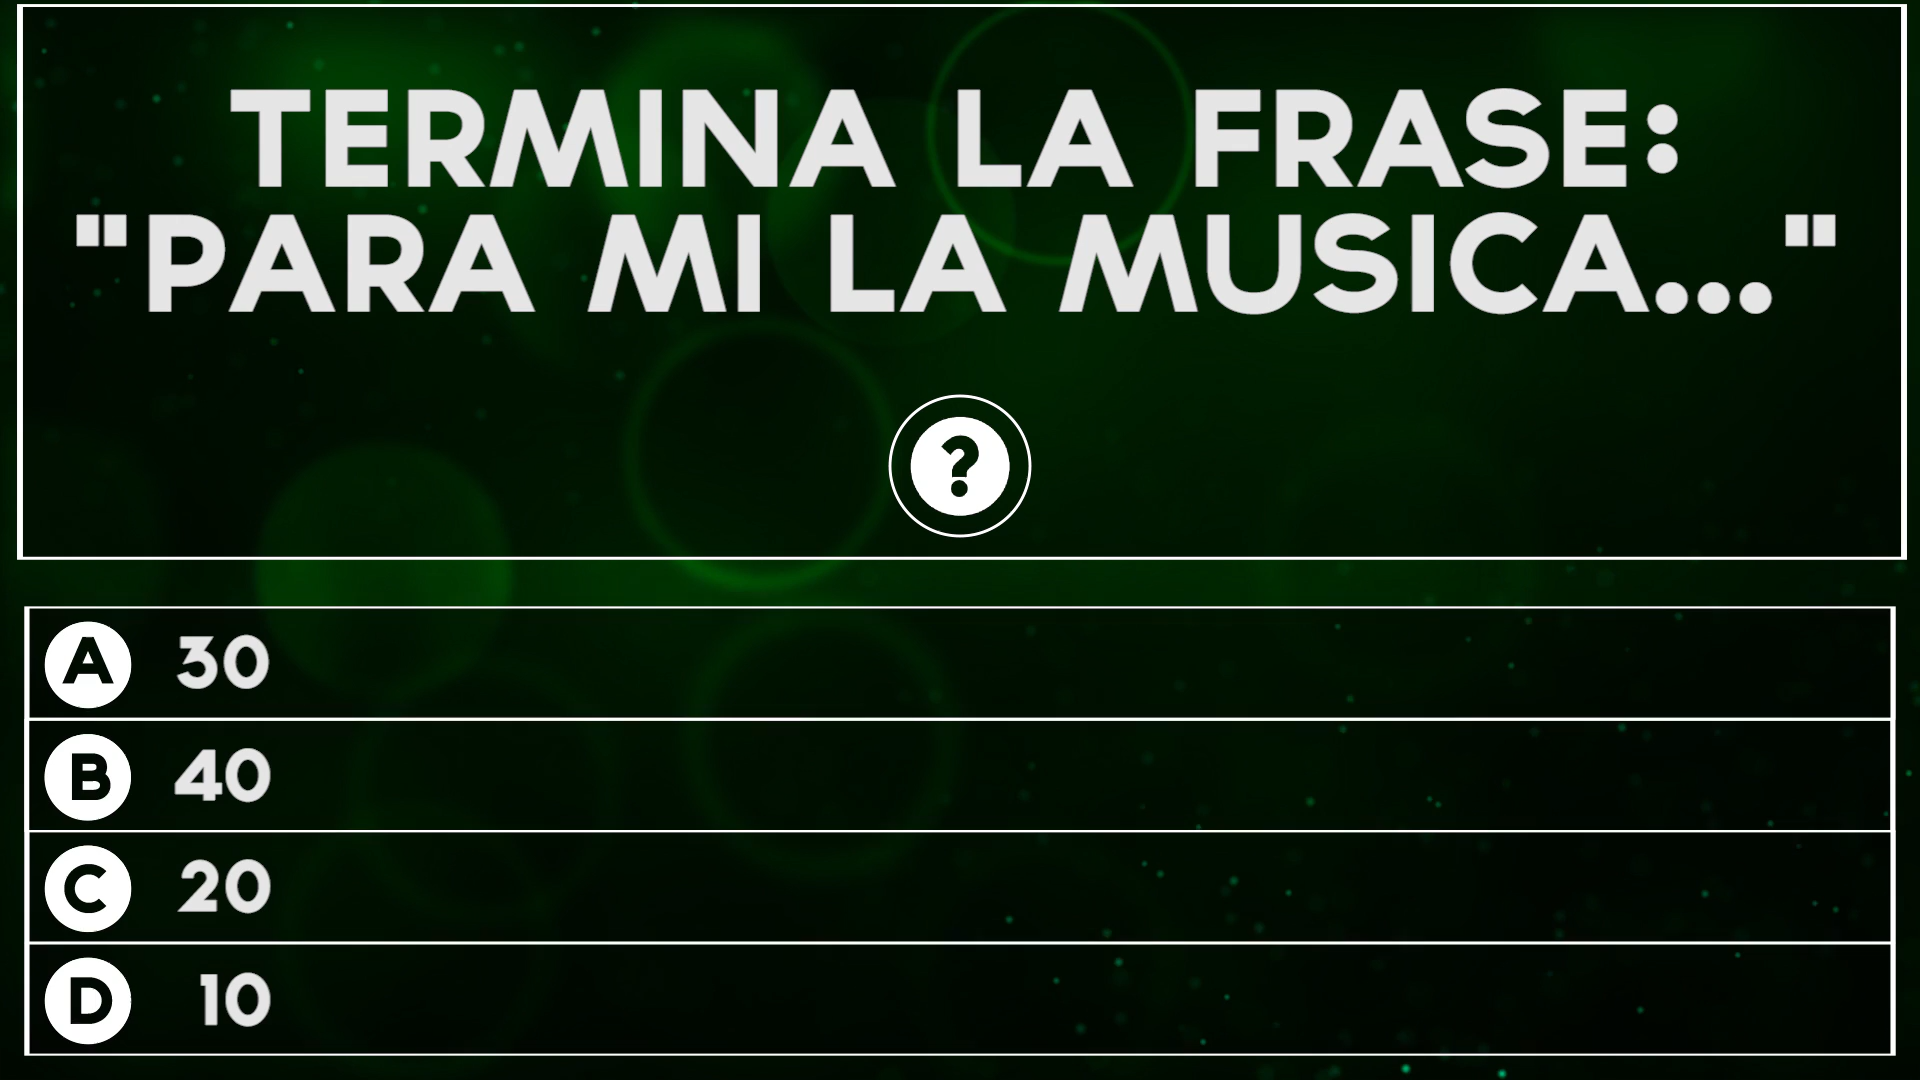 TERMINA LA FRASE:
"PARA MI LA MUSICA..."
?
A 30
B 40
C 20
D 10